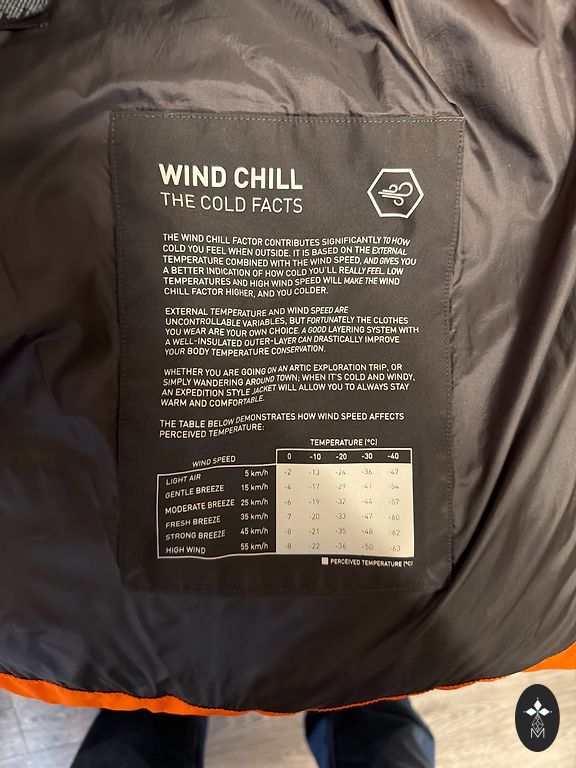 WIND CHILL
THE COLD FACTS
THE WIND CHILL FACTOR CONTRIBUTES SIGNIFICANTLY TO HOW
COLD YOU FEEL WHEN OUTSIDE. IT IS BASED ON THE EXTERNAL
TEMPERATURE COMBINED WITH THE WIND SPEED, AND GIVES YOU
A BETTER INDICATION OF HOW COLD YOU'LL REALLY FEEL. LOW
TEMPERATURES AND HIGH WIND SPEED WILL MAKE THE WIND
CHILL FACTOR HIGHER, AND YOU COLDER.
EXTERNAL TEMPERATURE AND WIND SPEED ARE
UNCONTROLLABLE VARIABLES, BUT FORTUNATELY THE CLOTHES
YOU WEAR ARE YOUR OWN CHOICE. A GOOD LAYERING SYSTEM WITH
A WELL-INSULATED OUTER-LAYER CAN DRASTICALLY IMPROVE
YOUR BODY TEMPERATURE CONSERVATION.
WHETHER YOU ARE GOING ON AN ARTIC EXPLORATION TRIP, OR
SIMPLY WANDERING AROUND TOWN; WHEN IT'S COLD AND WINDY,
AN EXPEDITION STYLE JACKET WILL ALLOW YOU TO ALWAYS STAY
WARM AND COMFORTABLE.
THE TABLE BELOW DEMONSTRATES HOW WIND SPEED AFFECTS
PERCEIVED TEMPERATURE:
TEMPERATURE (°C)
WIND SPEED 0 -10 -20 -30 -40
LIGHT AIR 5 km/h -2 -13 -24 -36 -47
GENTLE BREEZE 15 km/h -4 -17 -29 -41 -54
MODERATE BREEZE 25 km/h -6 -19 -32 -44 -57
FRESH BREEZE 35 km/h -7 -20 -33 -47 -60
STRONG BREEZE 45 km/h -8 -21 -35 -48 -62
HIGH WIND 55 km/h -8 -22 -36 -50 -63
PERCEIVED TEMPERATURE (°C)
M